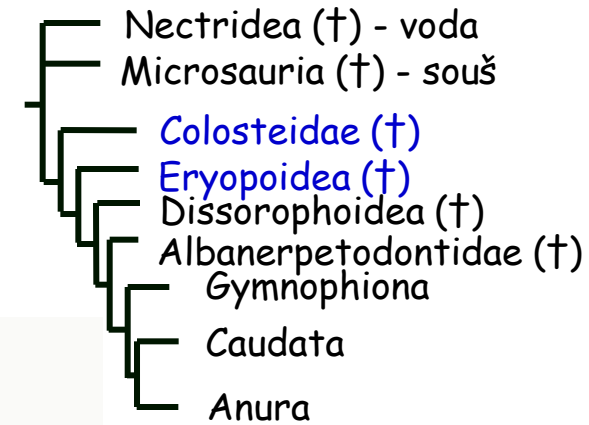 Nectridea (†) - voda
Microsauria (†) - souš
Colosteidae (†)
Eryopoidea (†)
Dissorophoidea (†)
Albanerpetodontidae (†)
Gymnophiona
Caudata
Anura